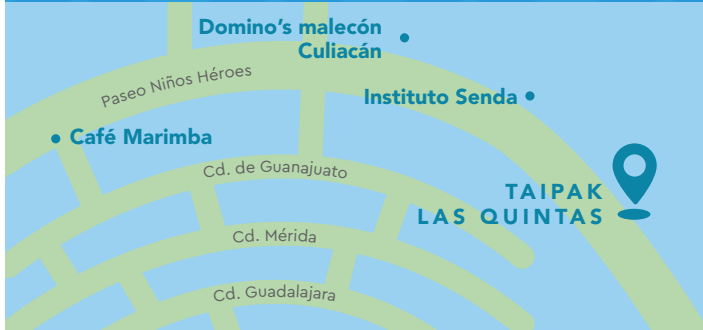 Domino's malecón
Culiacán
Paseo Niños Héroes
Instituto Senda
Café Marimba
Cd. de Guanajuato
TAIPAK
LAS QUINTAS
Cd. Mérida
Cd. Guadalajara